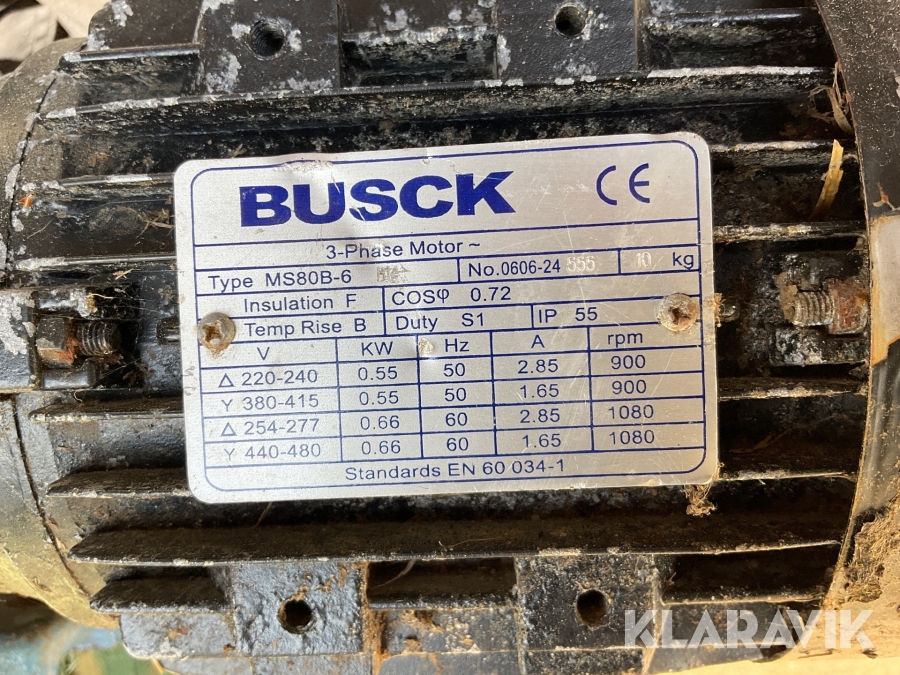 BUSCK CE
3-Phase Motor ~
Type MS80B-6 No.0606-24 555 10 kg
Insulation F COSφ 0.72
Temp Rise B Duty S1 IP 55
V KW Hz A rpm
Δ 220-240 0.55 50 2.85 900
Y 380-415 0.55 50 1.65 900
Δ 254-277 0.66 60 2.85 1080
Y 440-480 0.66 60 1.65 1080
Standards EN 60 034-1
KLARAVIK